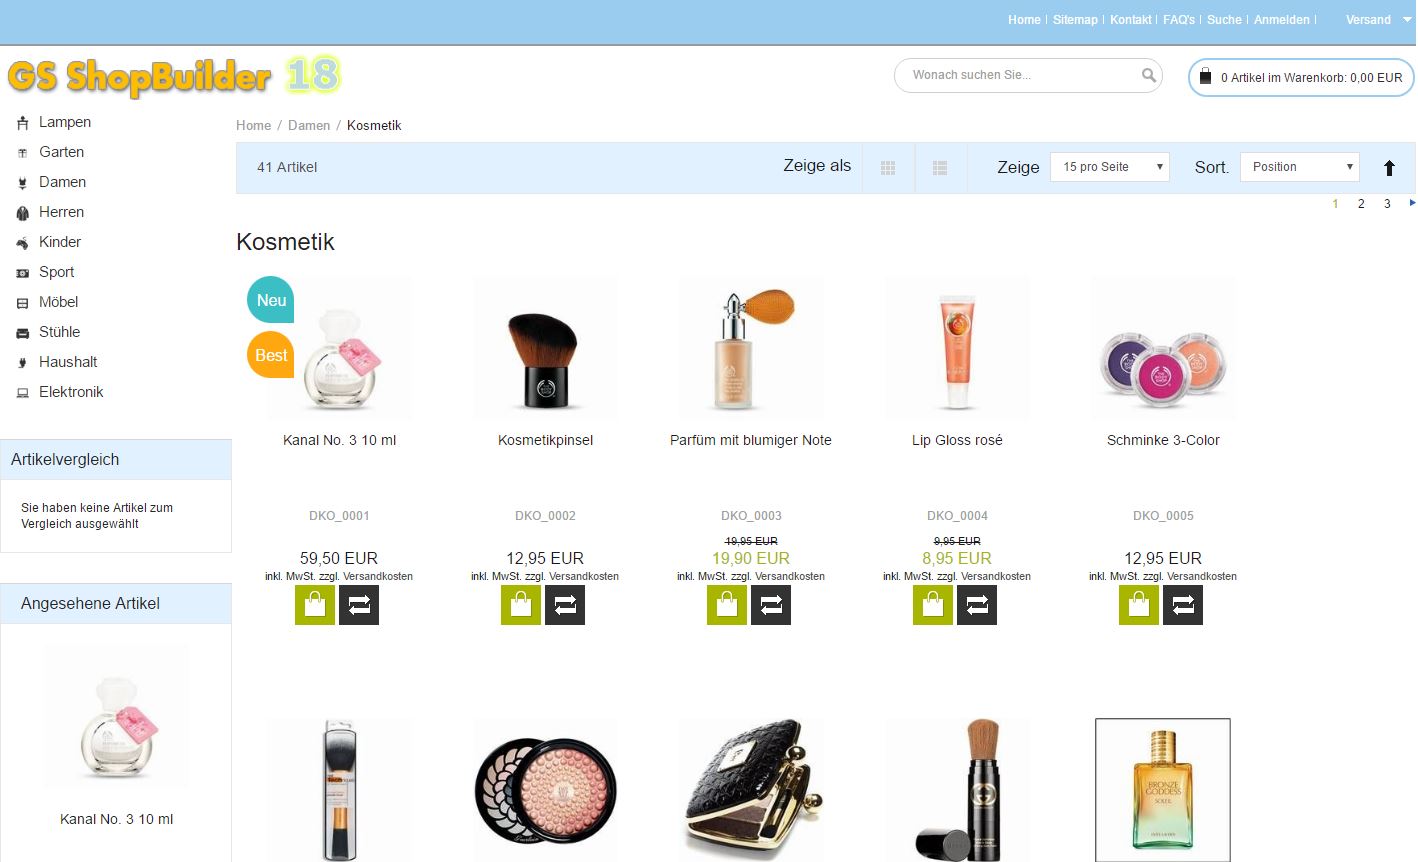 Home Sitemap Kontakt FAQ's Suche Anmelden Versand
GS ShopBuilder 18
Wonach suchen Sie...
0 Artikel im Warenkorb: 0,00 EUR
Lampen
Garten
Damen
Herren
Kinder
Sport
Möbel
Stühle
Haushalt
Elektronik
Artikelvergleich
Sie haben keine Artikel zum
Vergleich ausgewählt
Angesehene Artikel
Kanal No. 3 10 ml
Home / Damen / Kosmetik
41 Artikel
Zeige als
Zeige 15 pro Seite
Sort. Position
1 2 3
Kosmetik
Neu
Best
Kanal No. 3 10 ml
DKO_0001
59,50 EUR
inkl. MwSt. zzgl. Versandkosten
Kosmetikpinsel
DKO_0002
12,95 EUR
inkl. MwSt. zzgl. Versandkosten
Parfüm mit blumiger Note
DKO_0003
19,95 EUR
19,90 EUR
inkl. MwSt. zzgl. Versandkosten
Lip Gloss rosé
DKO_0004
9,95 EUR
8,95 EUR
inkl. MwSt. zzgl. Versandkosten
THE BODY SHOP
Schminke 3-Color
DKO_0005
12,95 EUR
inkl. MwSt. zzgl. Versandkosten
BRONZE
GODDESS
SOLEIL